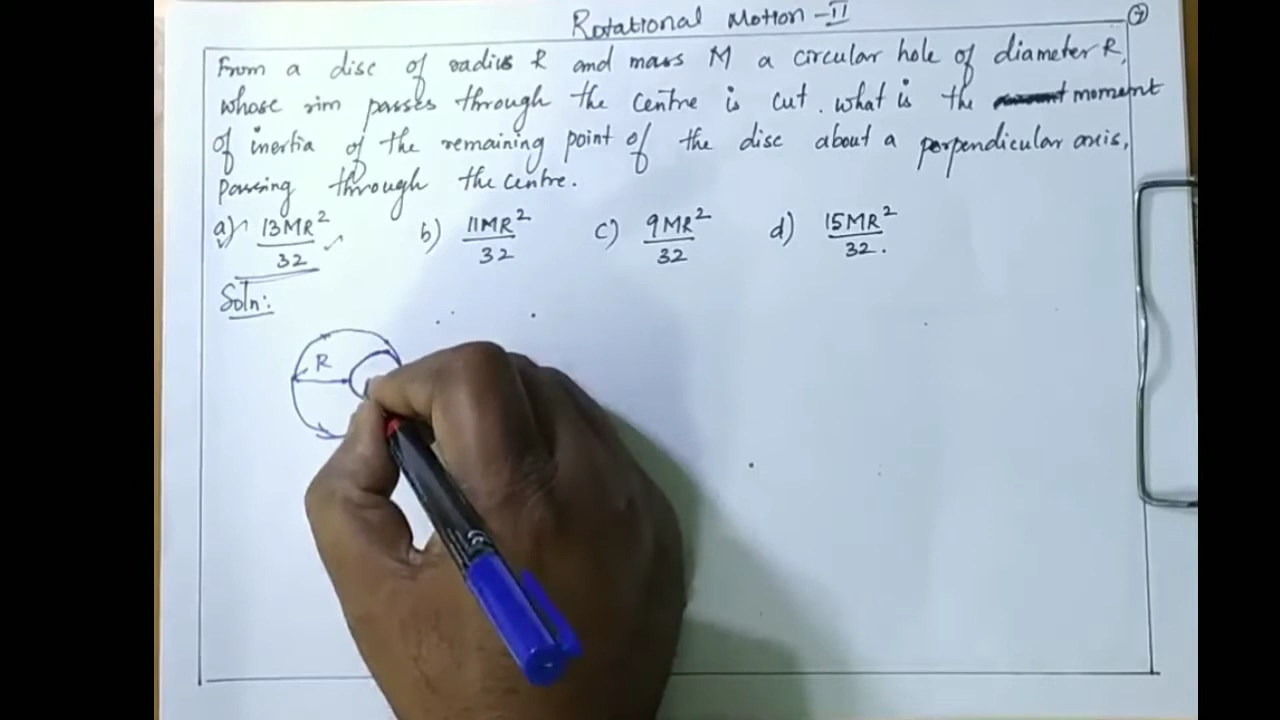 Rotational Motion - II
7
From a disc of radius R and mass M a circular hole of diameter R,
whose rim passes through the centre is cut. what is the moment
of inertia of the remaining point of the disc about a perpendicular axis,
passing through the centre.
a) 13MR²/32 b) 11MR²/32 c) 9MR²/32 d) 15MR²/32.
Soln:
R